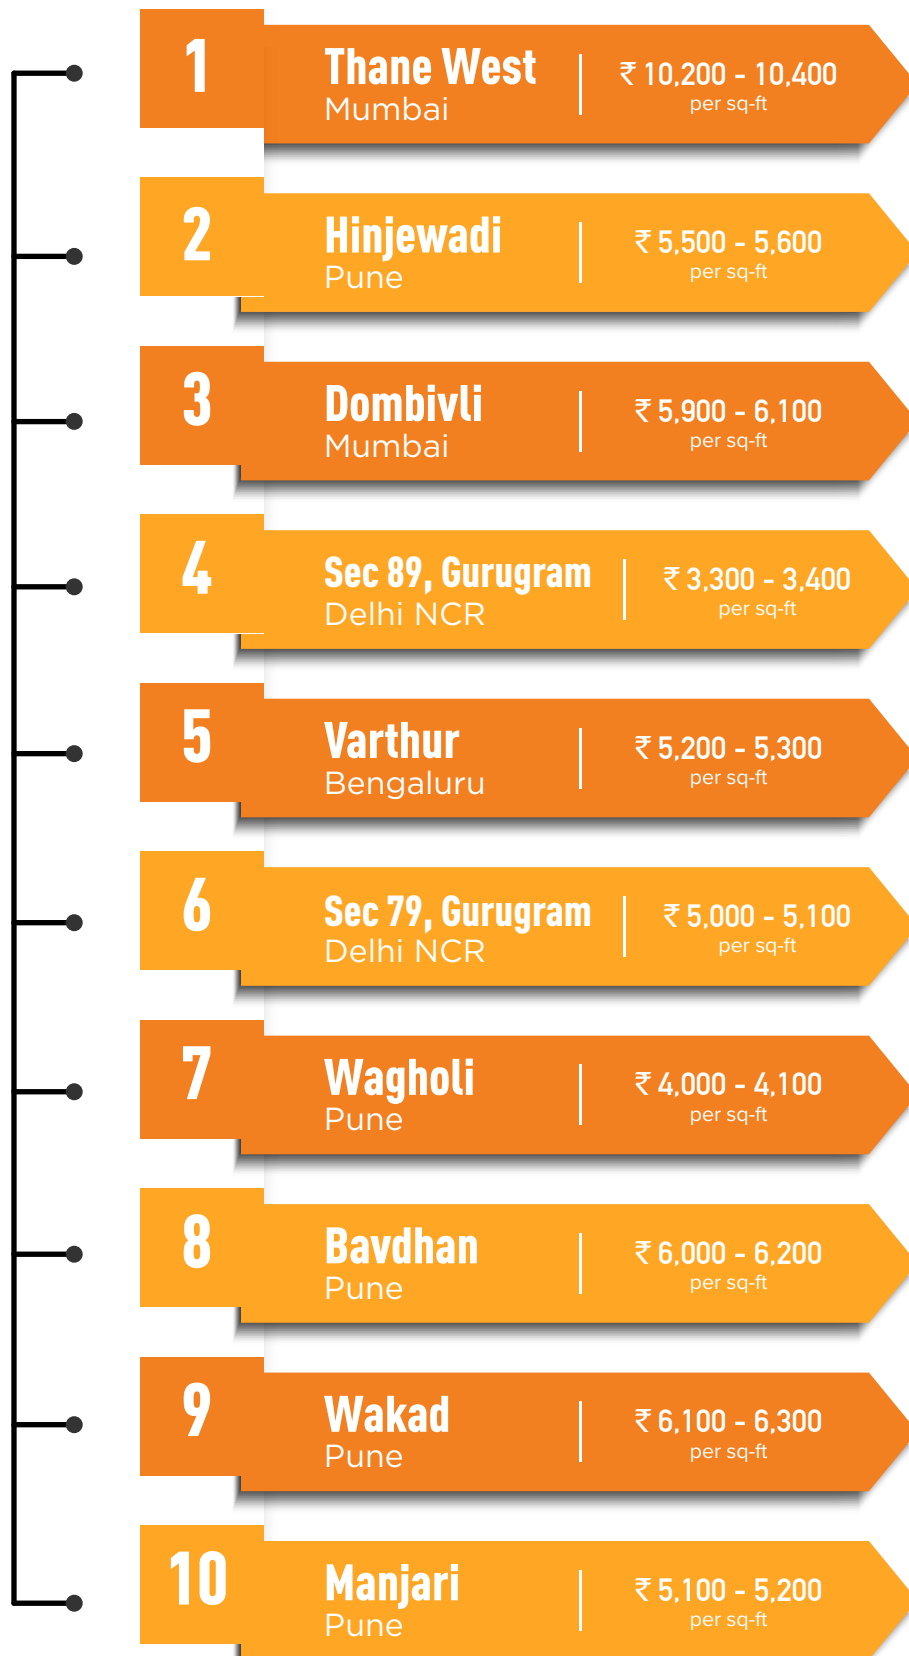 1
Thane West
Mumbai
₹ 10,200 - 10,400
per sq-ft
2
Hinjewadi
Pune
₹ 5,500 - 5,600
per sq-ft
3
Dombivli
Mumbai
₹ 5,900 - 6,100
per sq-ft
4
Sec 89, Gurugram
Delhi NCR
₹ 3,300 - 3,400
per sq-ft
5
Varthur
Bengaluru
₹ 5,200 - 5,300
per sq-ft
6
Sec 79, Gurugram
Delhi NCR
₹ 5,000 - 5,100
per sq-ft
7
Wagholi
Pune
₹ 4,000 - 4,100
per sq-ft
8
Bavdhan
Pune
₹ 6,000 - 6,200
per sq-ft
9
Wakad
Pune
₹ 6,100 - 6,300
per sq-ft
10
Manjari
Pune
₹ 5,100 - 5,200
per sq-ft